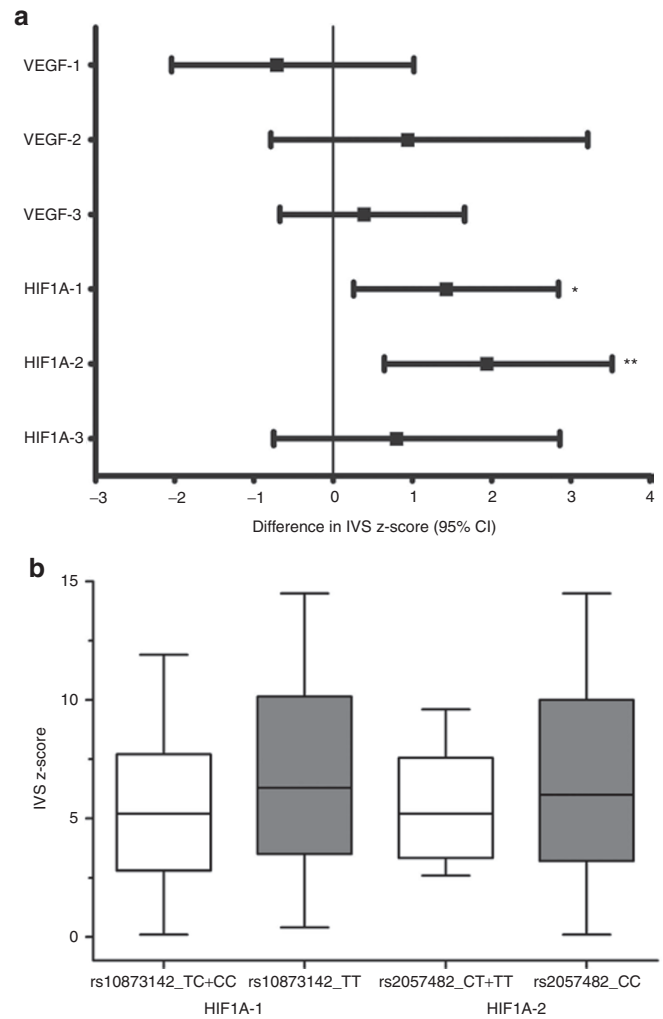 a
VEGF-1
VEGF-2
VEGF-3
HIF1A-1
*
HIF1A-2
**
HIF1A-3
–3 –2 –1 0 1 2 3 4
Difference in IVS z-score (95% CI)
b
15
10
5
0
IVS z-score
rs10873142_TC+CC rs10873142_TT rs2057482_CT+TT rs2057482_CC
HIF1A-1 HIF1A-2